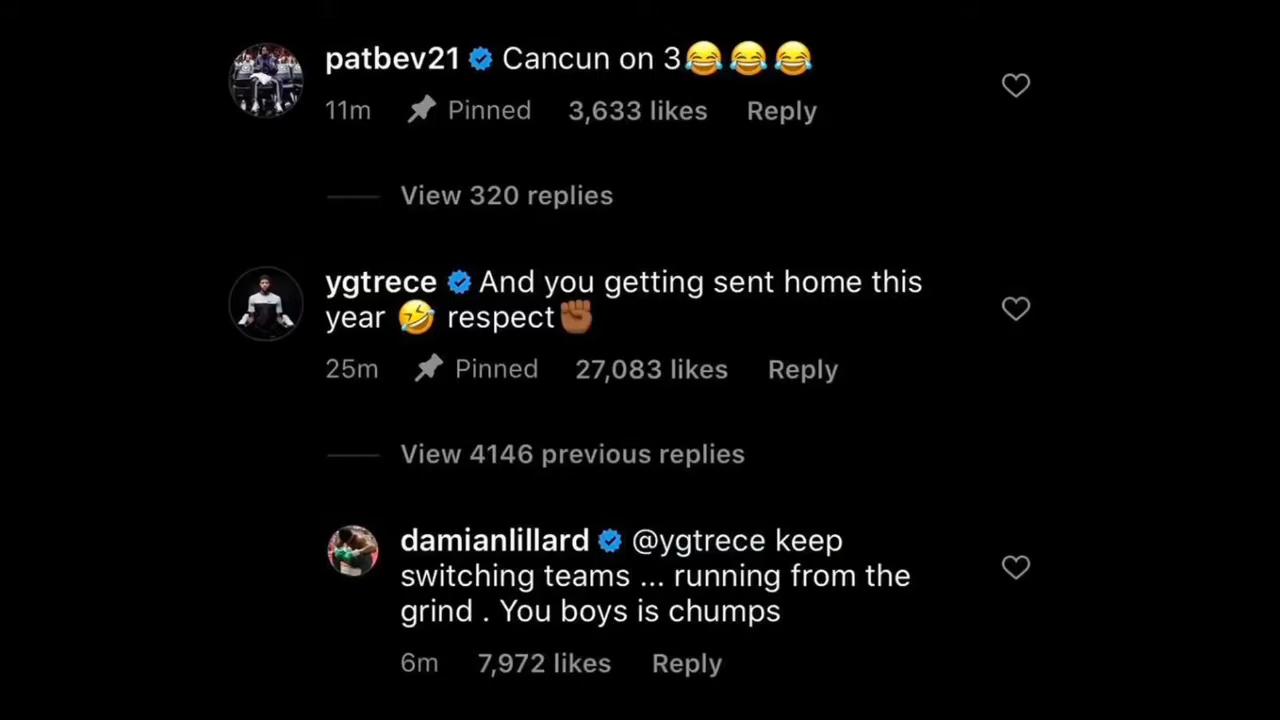 patbev21 Cancun on 3😂😂😂
11m Pinned 3,633 likes Reply
View 320 replies
ygtrece And you getting sent home this
year 🤣 respect✊🏾
25m Pinned 27,083 likes Reply
View 4146 previous replies
damianlillard @ygtrece keep
switching teams ... running from the
grind . You boys is chumps
6m 7,972 likes Reply